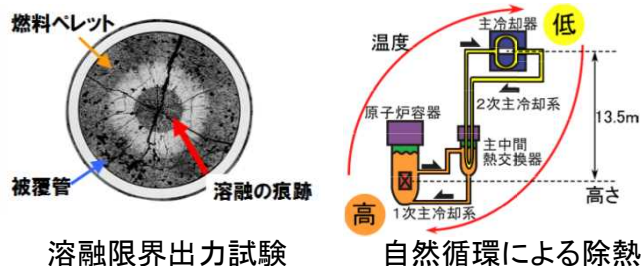 燃料ペレット
被覆管
溶融の痕跡
溶融限界出力試験
温度
主冷却器
低
2次主冷却系
原子炉容器
主中間
熱交換器
13.5m
高さ
高
1次主冷却系
自然循環による除熱